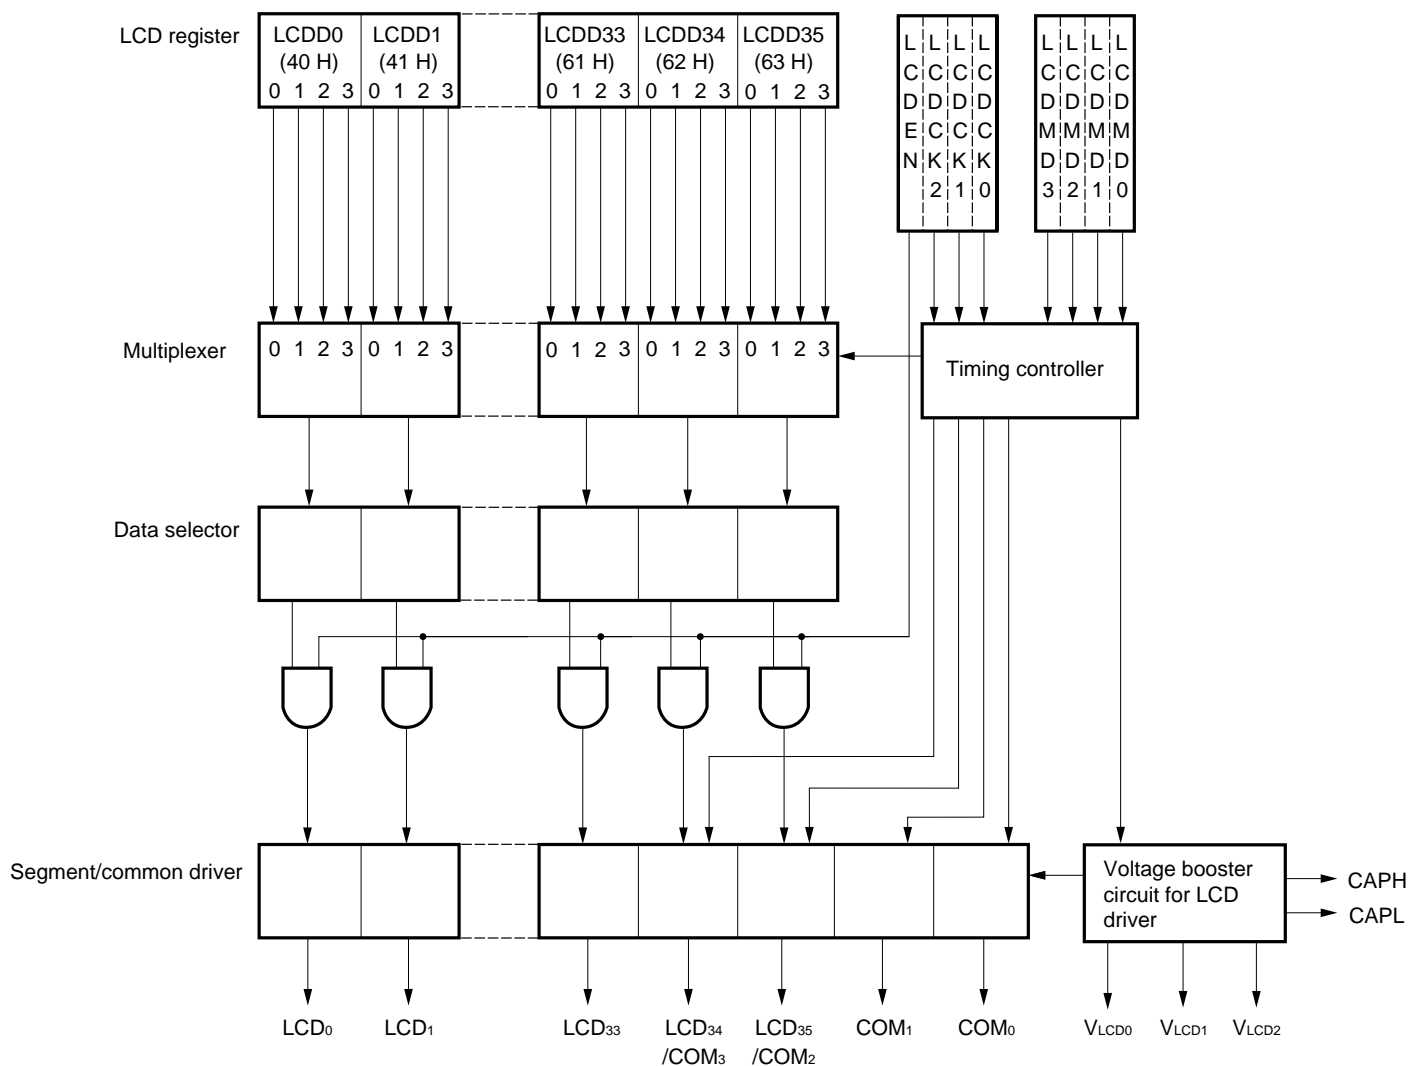 LCD register
LCDD0 LCDD1 LCDD33 LCDD34 LCDD35
(40 H) (41 H) (61 H) (62 H) (63 H)
0 1 2 3 0 1 2 3 0 1 2 3 0 1 2 3 0 1 2 3
LCDEN LCDCK2 LCDCK1 LCDCK0
LCDMD3 LCDMD2 LCDMD1 LCDMD0
Multiplexer
0 1 2 3 0 1 2 3 0 1 2 3 0 1 2 3 0 1 2 3
Timing controller
Data selector
Segment/common driver
Voltage booster
circuit for LCD
driver
CAPH
CAPL
LCD0 LCD1 LCD33 LCD34 LCD35 COM1 COM0 VLCD0 VLCD1 VLCD2
/COM3 /COM2